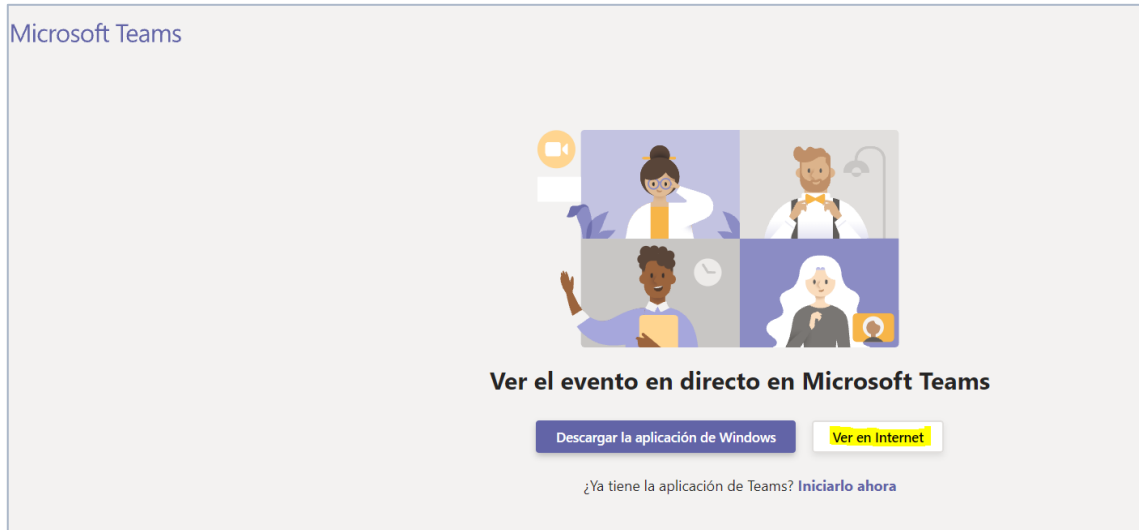 Microsoft Teams
Ver el evento en directo en Microsoft Teams
Descargar la aplicación de Windows
Ver en Internet
¿Ya tiene la aplicación de Teams? Iniciarlo ahora